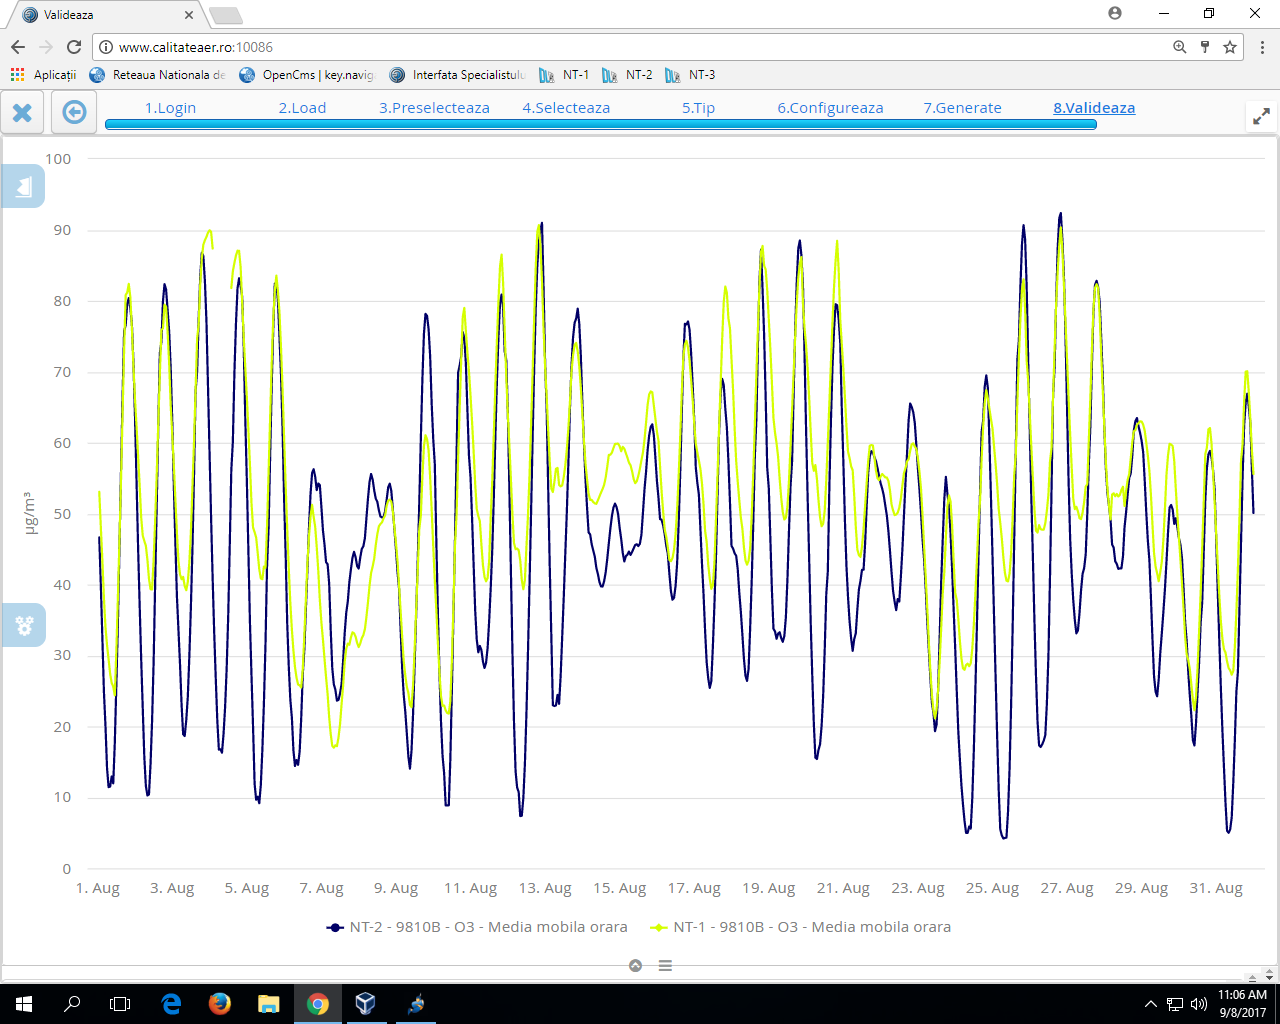 Valideaza
www.calitateaer.ro:10086
Aplicații
Reteaua Nationala de
OpenCms | key.navig
Interfata Specialistulu
NT-1
NT-2
NT-3
1.Login
2.Load
3.Preselecteaza
4.Selecteaza
5.Tip
6.Configureaza
7.Generate
8.Valideaza
100
90
80
70
60
50
40
30
20
10
0
µg/m³
1. Aug
3. Aug
5. Aug
7. Aug
9. Aug
11. Aug
13. Aug
15. Aug
17. Aug
19. Aug
21. Aug
23. Aug
25. Aug
27. Aug
29. Aug
31. Aug
NT-2 - 9810B - O3 - Media mobila orara
NT-1 - 9810B - O3 - Media mobila orara
11:06 AM
9/8/2017